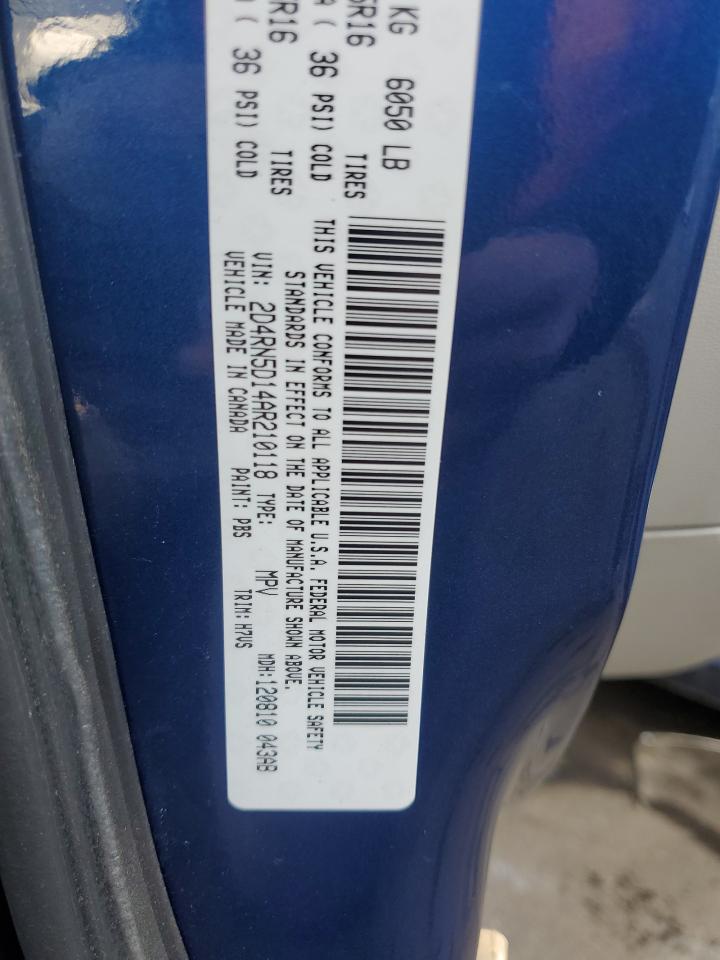 KG 6050 LB
5R16 TIRES
A ( 36 PSI) COLD
R16 TIRES
( 36 PSI) COLD
THIS VEHICLE CONFORMS TO ALL APPLICABLE U.S.A. FEDERAL MOTOR VEHICLE SAFETY
STANDARDS IN EFFECT ON THE DATE OF MANUFACTURE SHOWN ABOVE.
VIN: 2D4RN5D14AR210118 TYPE: MPV MDH:120810 043AB
VEHICLE MADE IN CANADA PAINT: PBS TRIM: H7VS